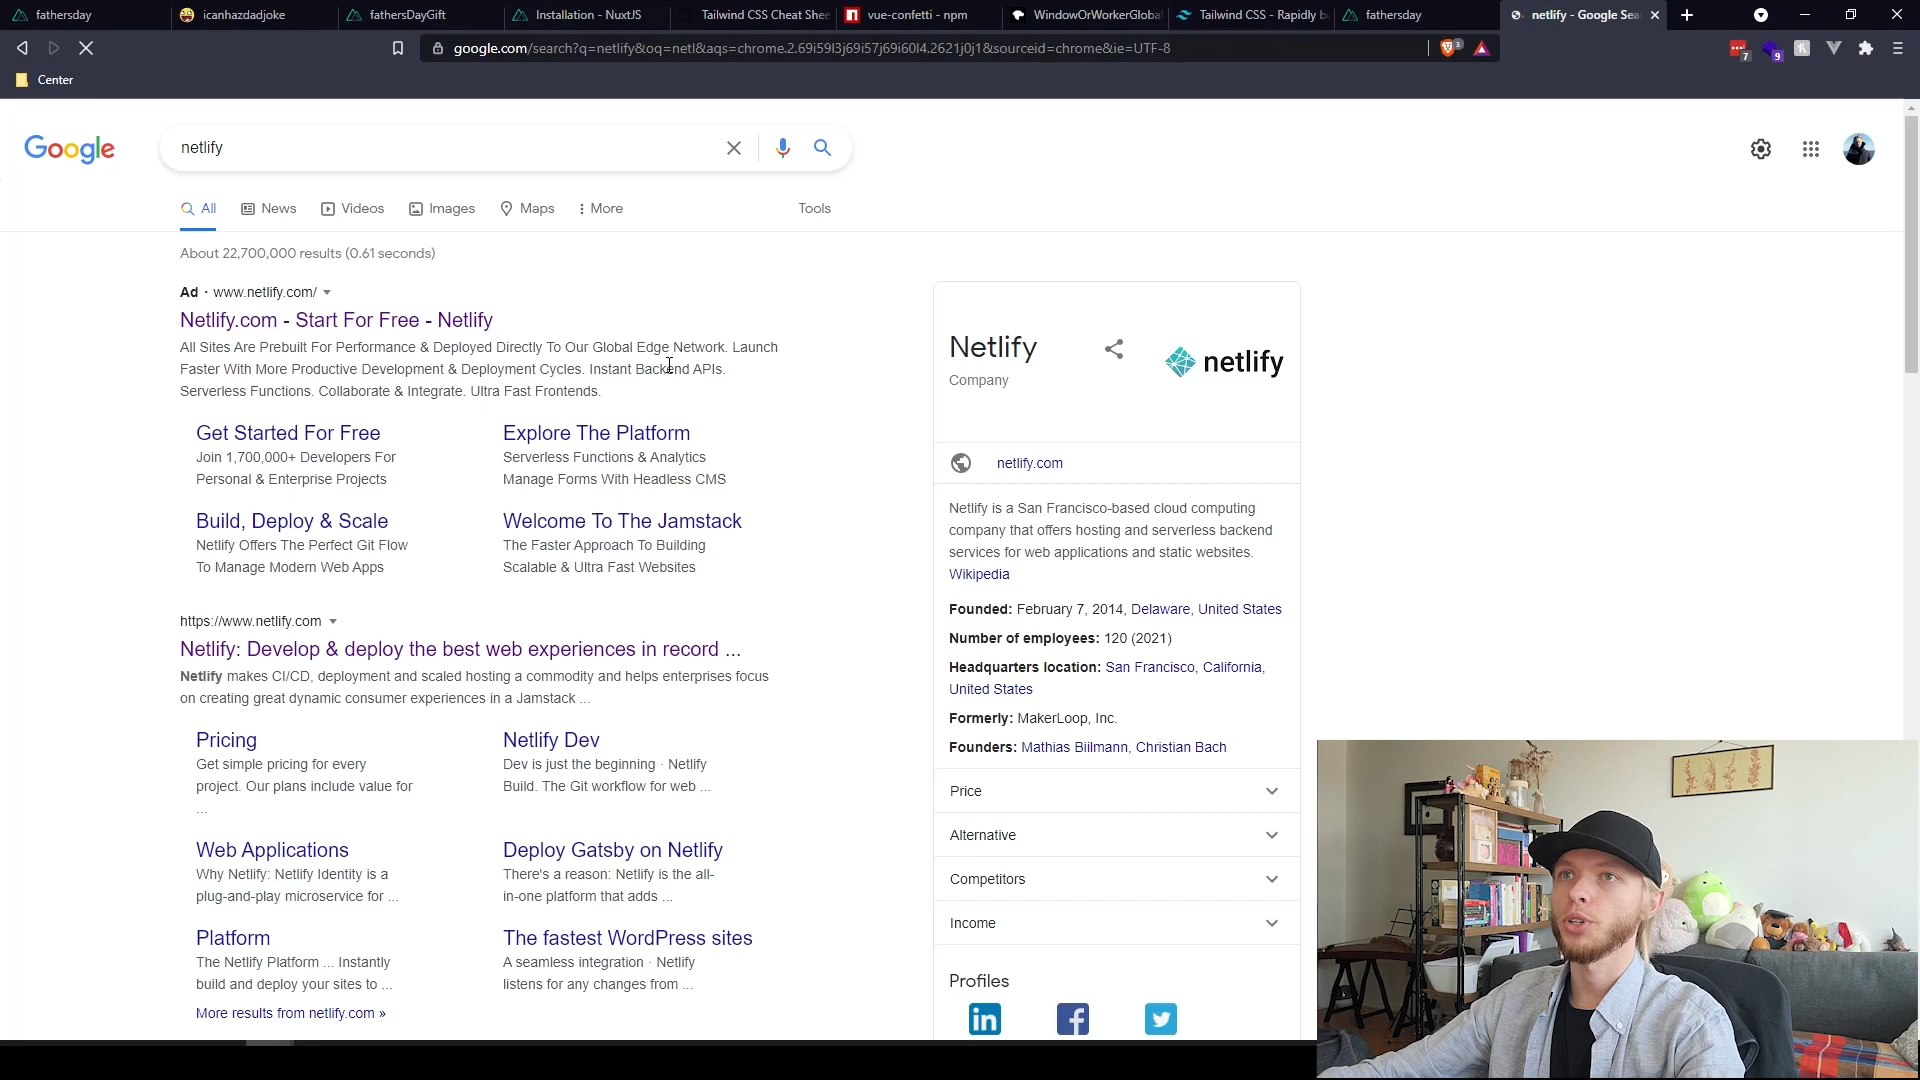 fathersday
icanhazdadjoke
fathersDayGift
Installation - NuxtJS
Tailwind CSS Cheat Shee
vue-confetti - npm
WindowOrWorkerGlobal
Tailwind CSS - Rapidly bu
fathersday
netlify - Google Sea
google.com/search?q=netlify&oq=netl&aqs=chrome.2.69i59l3j69i57j69i60l4.2621j0j1&sourceid=chrome&ie=UTF-8
3
7
9
Center
Google
netlify
All
News
Videos
Images
Maps
More
Tools
About 22,700,000 results (0.61 seconds)
Ad · www.netlify.com/
Netlify.com - Start For Free - Netlify
All Sites Are Prebuilt For Performance & Deployed Directly To Our Global Edge Network. Launch
Faster With More Productive Development & Deployment Cycles. Instant Backend APIs.
Serverless Functions. Collaborate & Integrate. Ultra Fast Frontends.
Get Started For Free
Join 1,700,000+ Developers For
Personal & Enterprise Projects
Explore The Platform
Serverless Functions & Analytics
Manage Forms With Headless CMS
Build, Deploy & Scale
Netlify Offers The Perfect Git Flow
To Manage Modern Web Apps
Welcome To The Jamstack
The Faster Approach To Building
Scalable & Ultra Fast Websites
https://www.netlify.com
Netlify: Develop & deploy the best web experiences in record ...
Netlify makes CI/CD, deployment and scaled hosting a commodity and helps enterprises focus
on creating great dynamic consumer experiences in a Jamstack ...
Pricing
Get simple pricing for every
project. Our plans include value for
...
Netlify Dev
Dev is just the beginning · Netlify
Build. The Git workflow for web ...
Web Applications
Why Netlify: Netlify Identity is a
plug-and-play microservice for ...
Deploy Gatsby on Netlify
There's a reason: Netlify is the all-
in-one platform that adds ...
Platform
The Netlify Platform ... Instantly
build and deploy your sites to ...
The fastest WordPress sites
A seamless integration · Netlify
listens for any changes from ...
More results from netlify.com »
Netlify
Company
netlify
netlify.com
Netlify is a San Francisco-based cloud computing
company that offers hosting and serverless backend
services for web applications and static websites.
Wikipedia
Founded: February 7, 2014, Delaware, United States
Number of employees: 120 (2021)
Headquarters location: San Francisco, California,
United States
Formerly: MakerLoop, Inc.
Founders: Mathias Biilmann, Christian Bach
Price
Alternative
Competitors
Income
Profiles
in
f